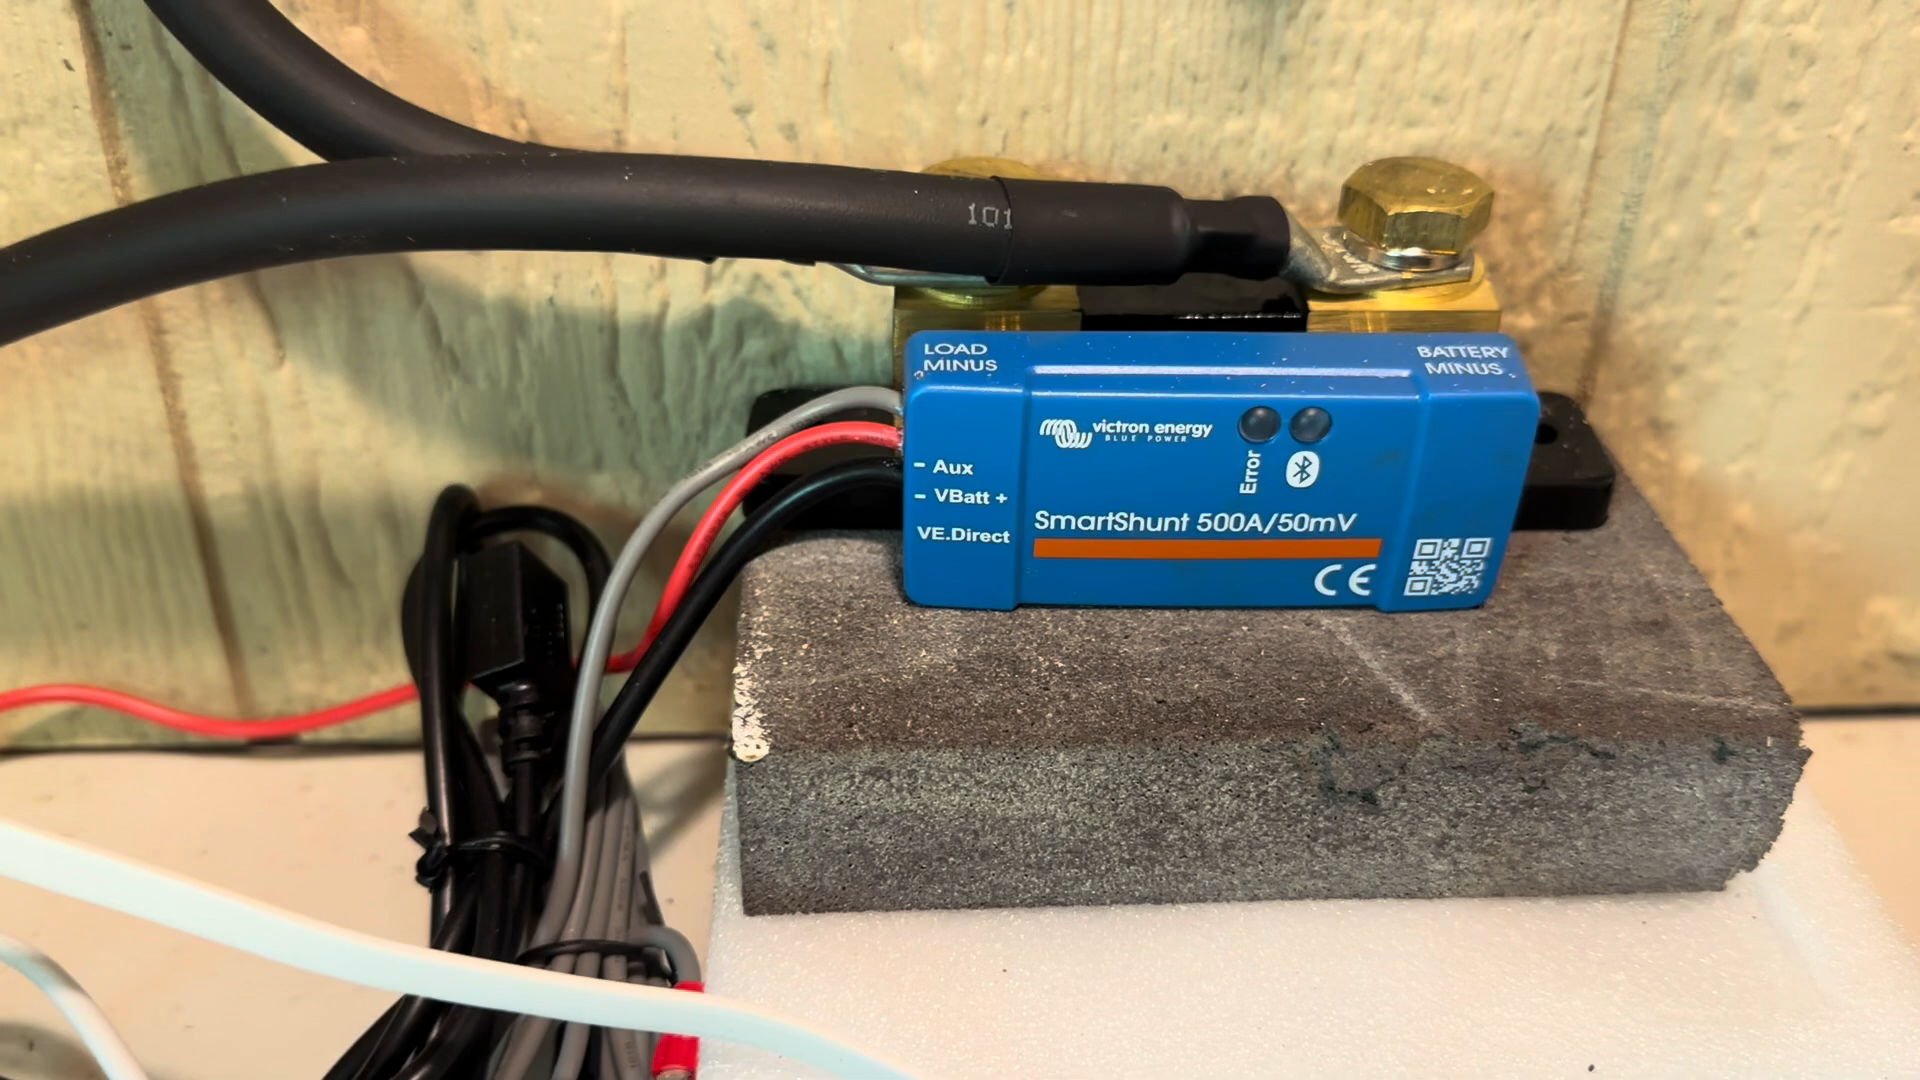 101
LOAD
MINUS
BATTERY
MINUS
victron energy
BLUE POWER
Error
- Aux
- VBatt +
VE.Direct
SmartShunt 500A/50mV
CE